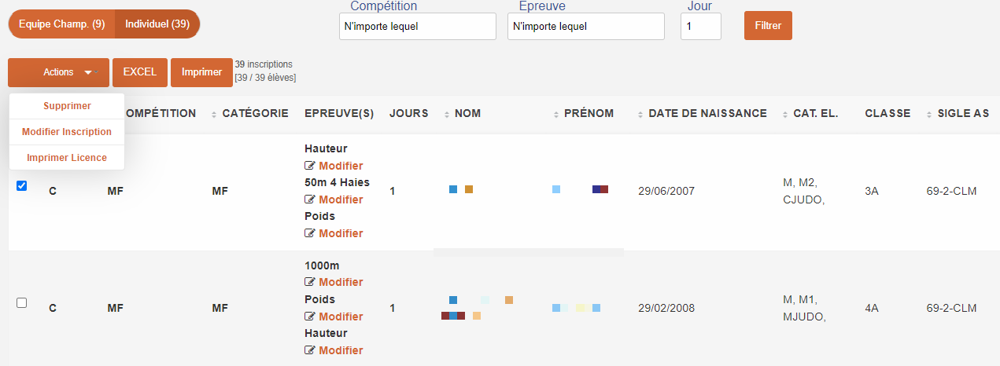 Compétition
Epreuve
Jour
Equipe Champ. (9)
Individuel (39)
N'importe lequel
N'importe lequel
1
Filtrer
Actions
EXCEL
Imprimer
39 inscriptions
[39 / 39 élèves]
Supprimer
Modifier Inscription
Imprimer Licence
OMPÉTITION
CATÉGORIE
EPREUVE(S)
JOURS
NOM
PRÉNOM
DATE DE NAISSANCE
CAT. EL.
CLASSE
SIGLE AS
C
MF
MF
Hauteur
Modifier
50m 4 Haies
Modifier
Poids
Modifier
1
29/06/2007
M, M2,
CJUDO,
3A
69-2-CLM
C
MF
MF
1000m
Modifier
Poids
Modifier
Hauteur
Modifier
1
29/02/2008
M, M1,
MJUDO,
4A
69-2-CLM